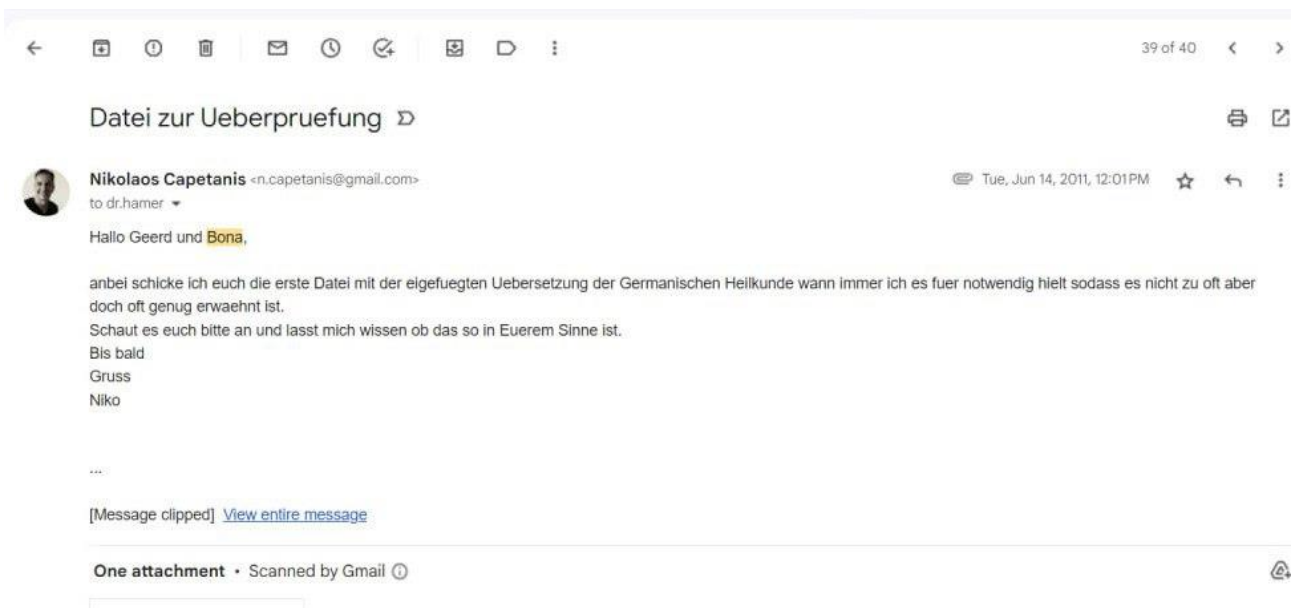 39 of 40
Datei zur Ueberpruefung
Nikolaos Capetanis <n.capetanis@gmail.com>
Tue, Jun 14, 2011, 12:01 PM
to dr.hamer
Hallo Geerd und Bona,
anbei schicke ich euch die erste Datei mit der eigefuegten Uebersetzung der Germanischen Heilkunde wann immer ich es fuer notwendig hielt sodass es nicht zu oft aber
doch oft genug erwaehnt ist.
Schaut es euch bitte an und lasst mich wissen ob das so in Euerem Sinne ist.
Bis bald
Gruss
Niko
...
[Message clipped] View entire message
One attachment • Scanned by Gmail